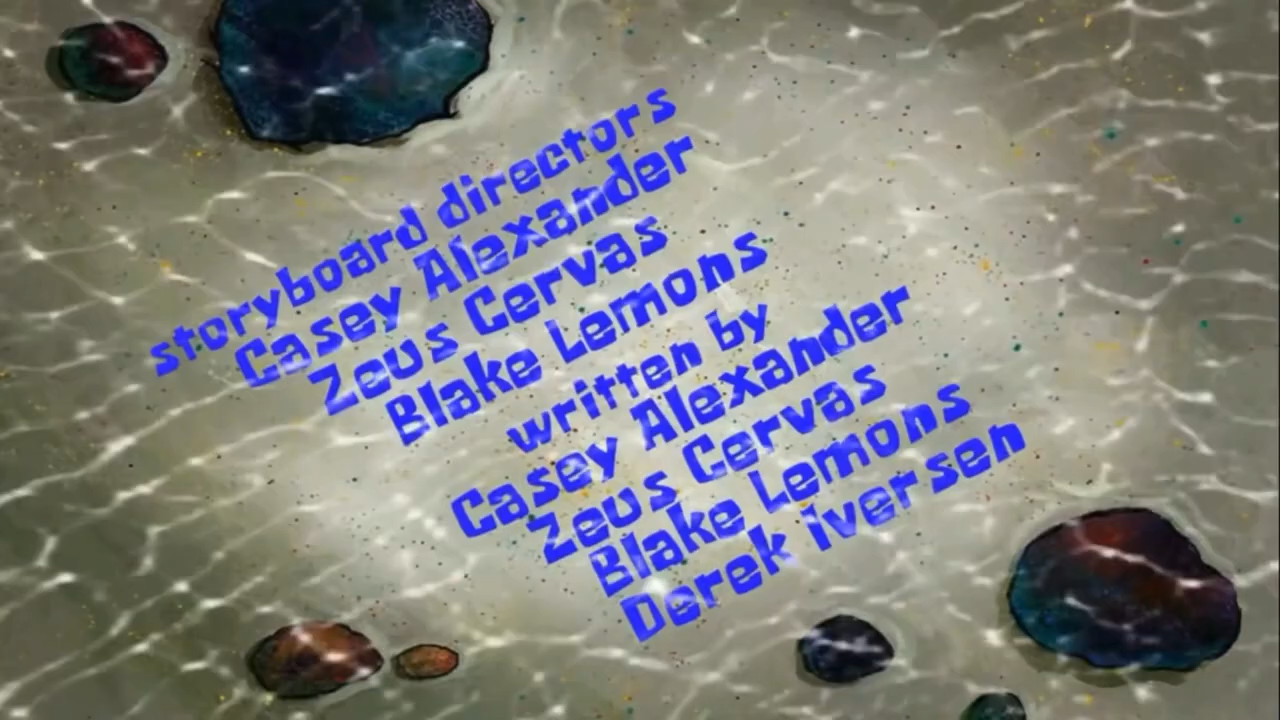 storyboard directors
Casey Alexander
Zeus Cervas
Blake Lemons
written by
Casey Alexander
Zeus Cervas
Blake Lemons
Derek Iversen